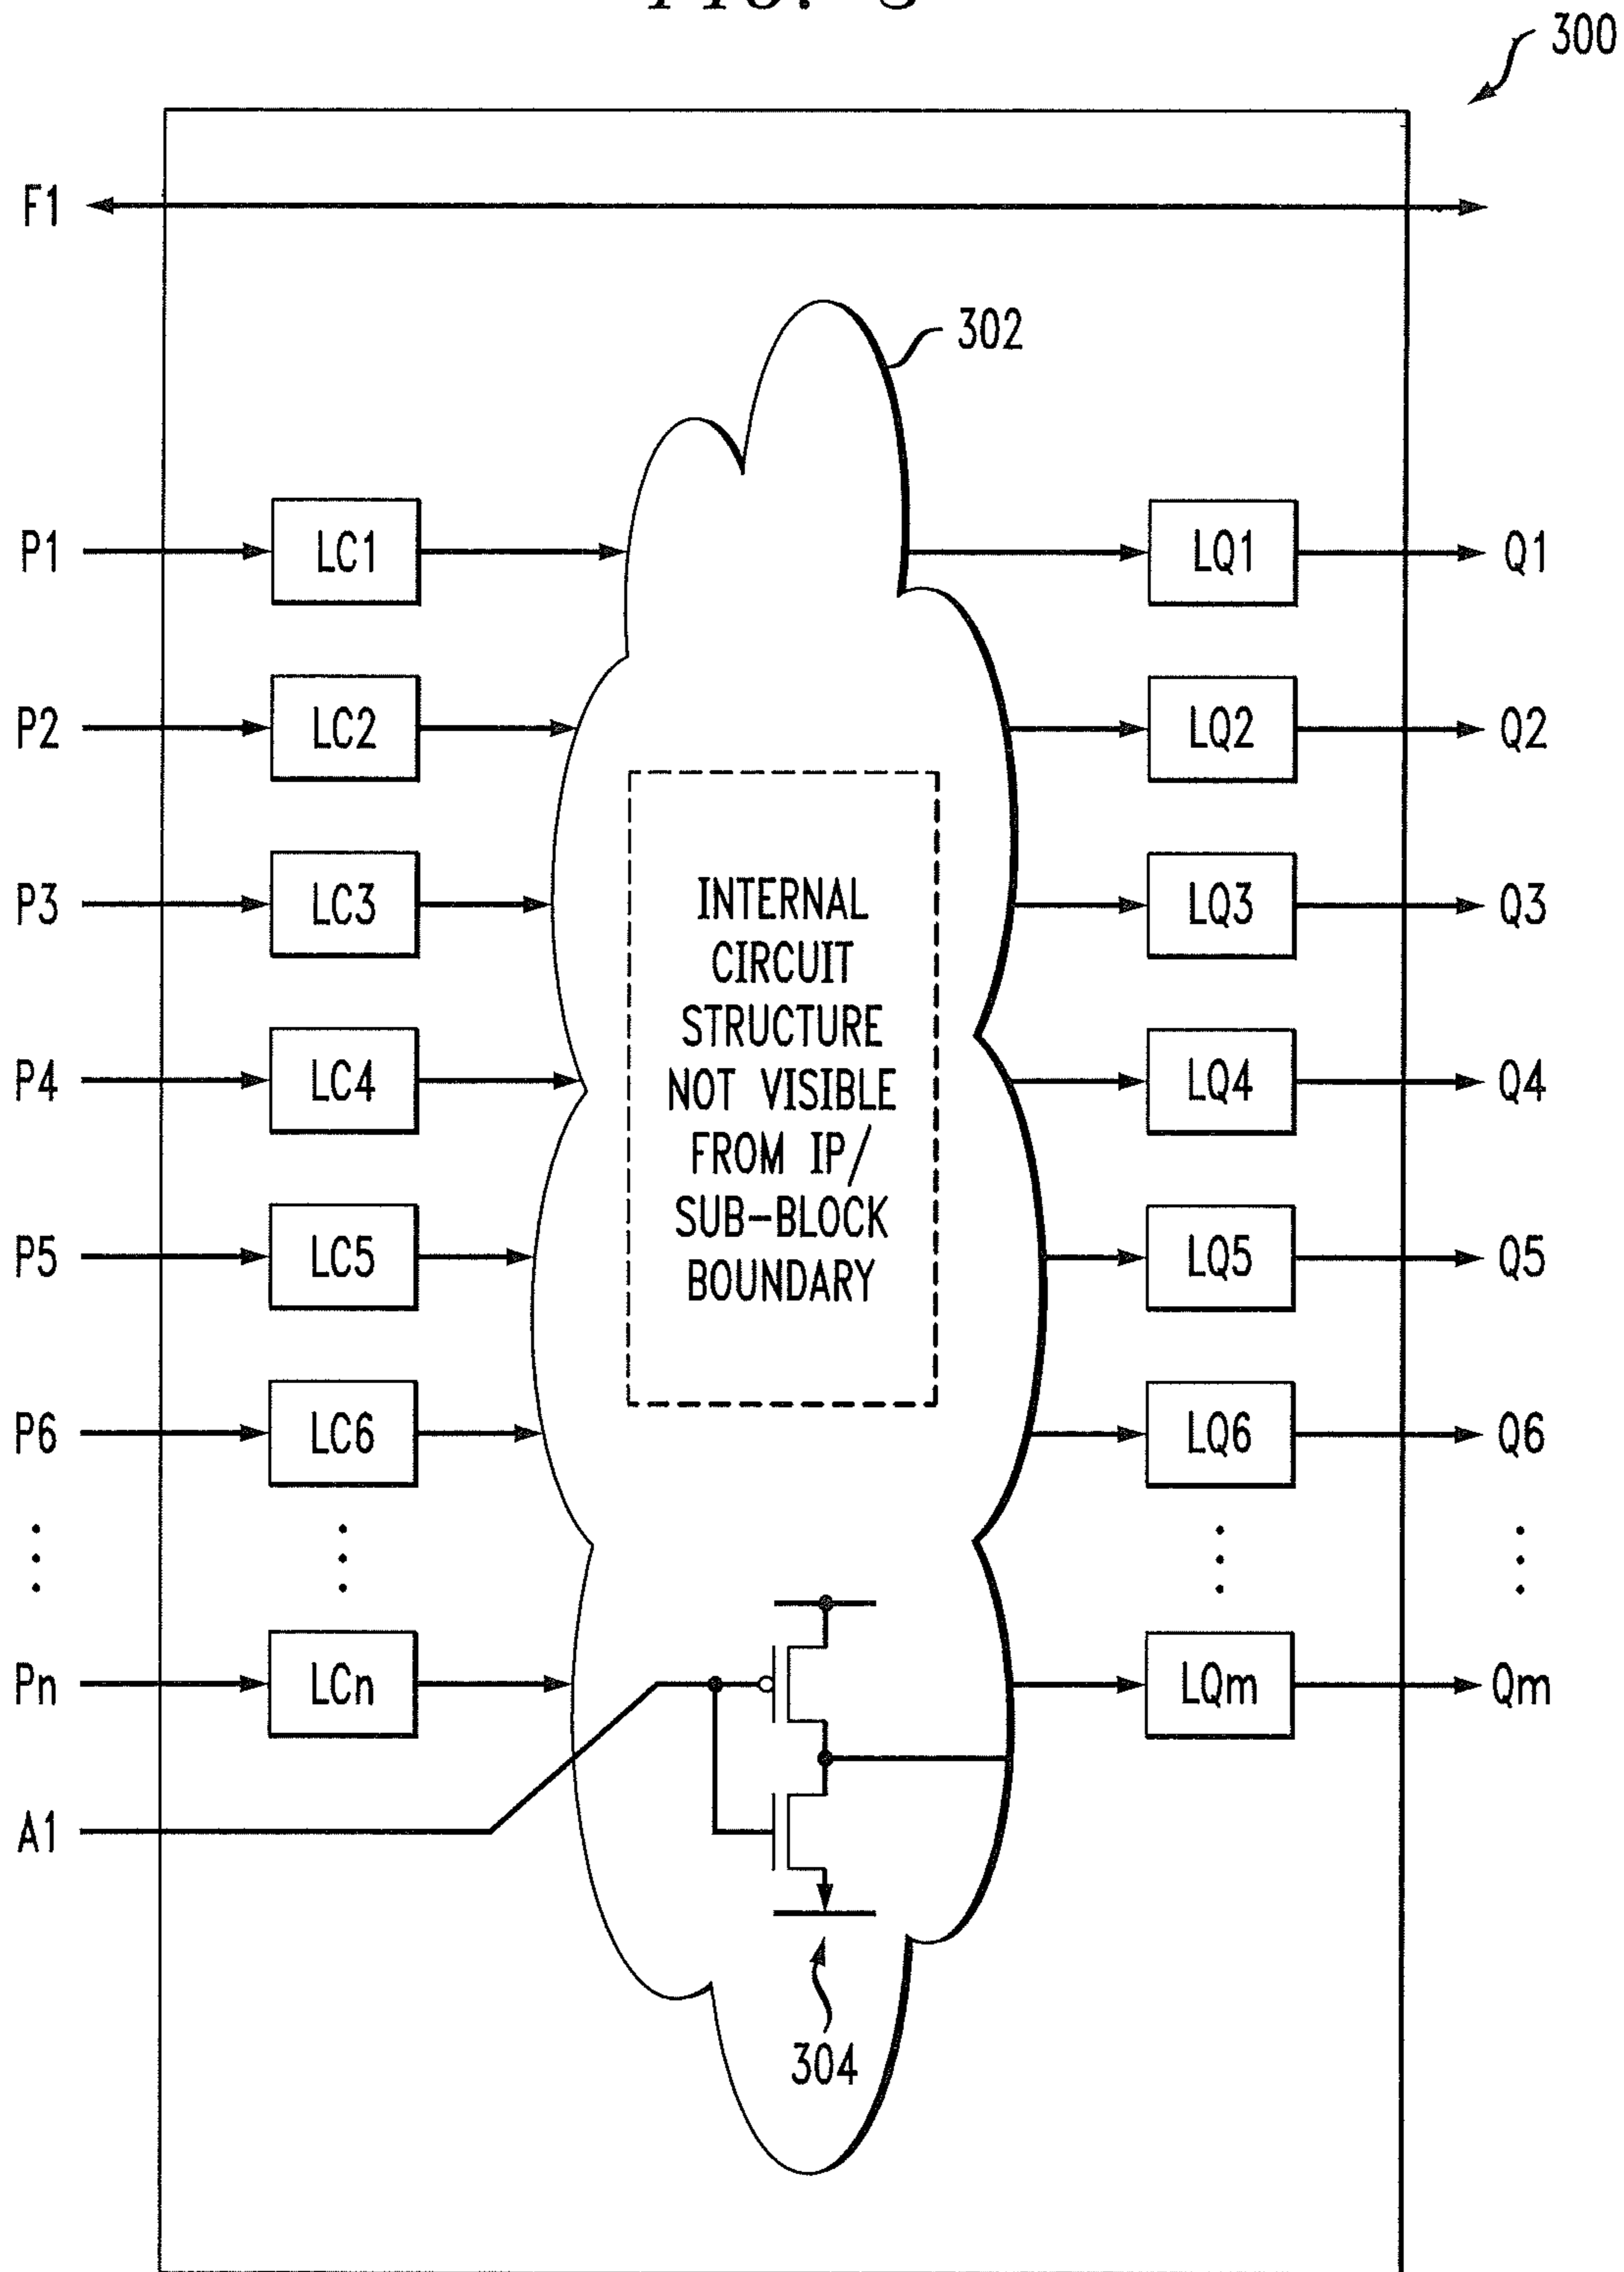 300
F1
302
P1 LC1 LQ1 Q1
P2 LC2 LQ2 Q2
P3 LC3 LQ3 Q3
P4 LC4 LQ4 Q4
P5 LC5 LQ5 Q5
P6 LC6 LQ6 Q6
INTERNAL
CIRCUIT
STRUCTURE
NOT VISIBLE
FROM IP/
SUB-BLOCK
BOUNDARY
Pn LCn LQm Qm
A1
304